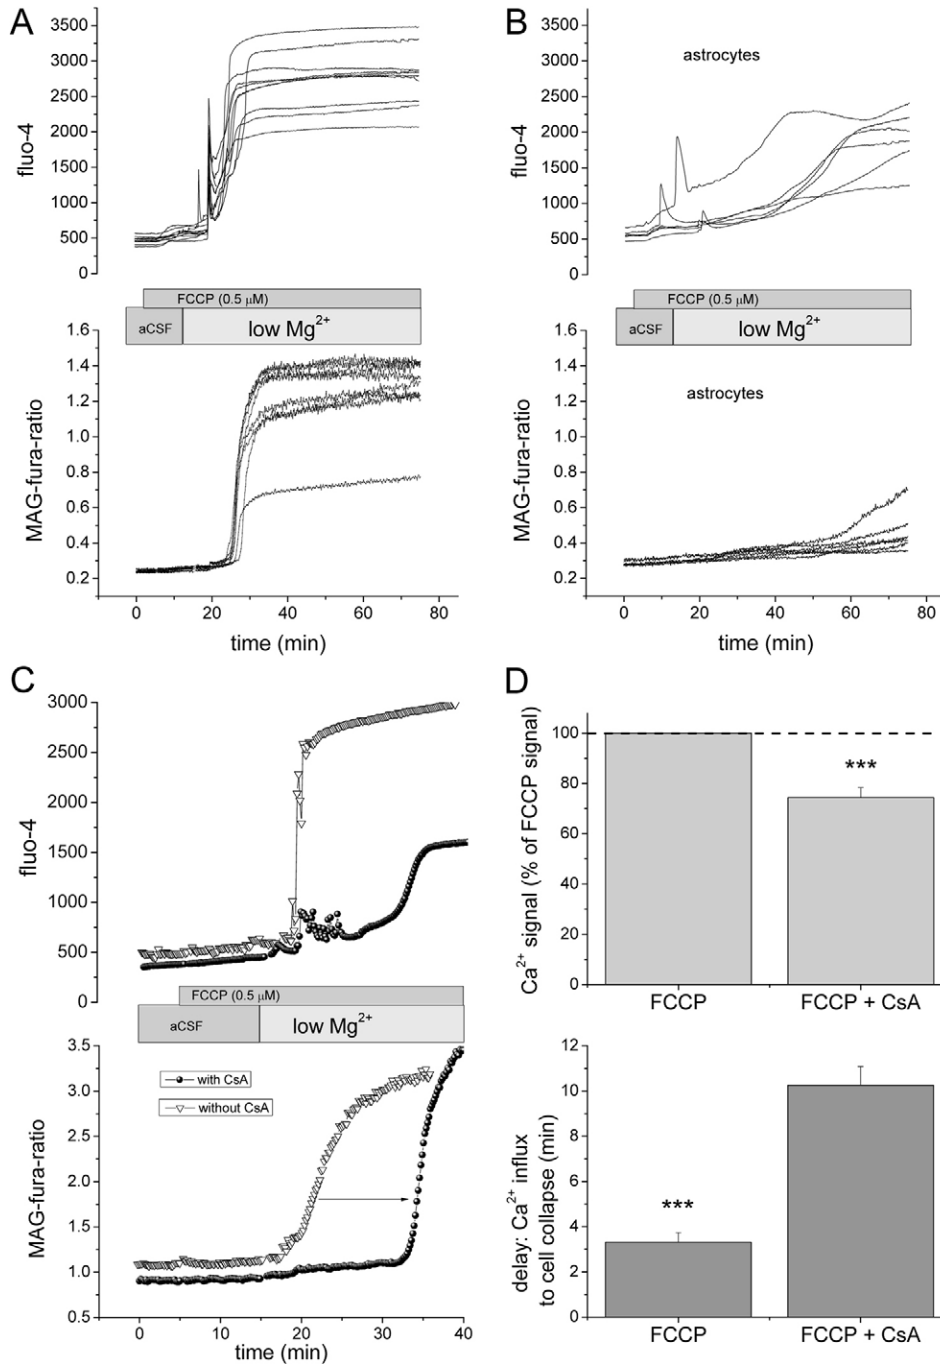 A
3500
3000
2500
2000
1500
1000
500
0
fluo-4
FCCP (0.5 μM)
aCSF
low Mg2+
1.6
1.4
1.2
1.0
0.8
0.6
0.4
0.2
MAG-fura-ratio
0 20 40 60 80
time (min)
B
astrocytes
3500
3000
2500
2000
1500
1000
500
0
fluo-4
FCCP (0.5 μM)
aCSF
low Mg2+
astrocytes
1.6
1.4
1.2
1.0
0.8
0.6
0.4
0.2
MAG-fura-ratio
0 20 40 60 80
time (min)
C
3000
2500
2000
1500
1000
500
0
fluo-4
FCCP (0.5 μM)
aCSF
low Mg2+
3.5
3.0
2.5
2.0
1.5
1.0
0.5
MAG-fura-ratio
with CsA
without CsA
0 10 20 30 40
time (min)
D
100
80
60
40
20
0
Ca2+ signal (% of FCCP signal)
***
FCCP FCCP + CsA
12
10
8
6
4
2
0
delay: Ca2+ influx
to cell collapse (min)
***
FCCP FCCP + CsA